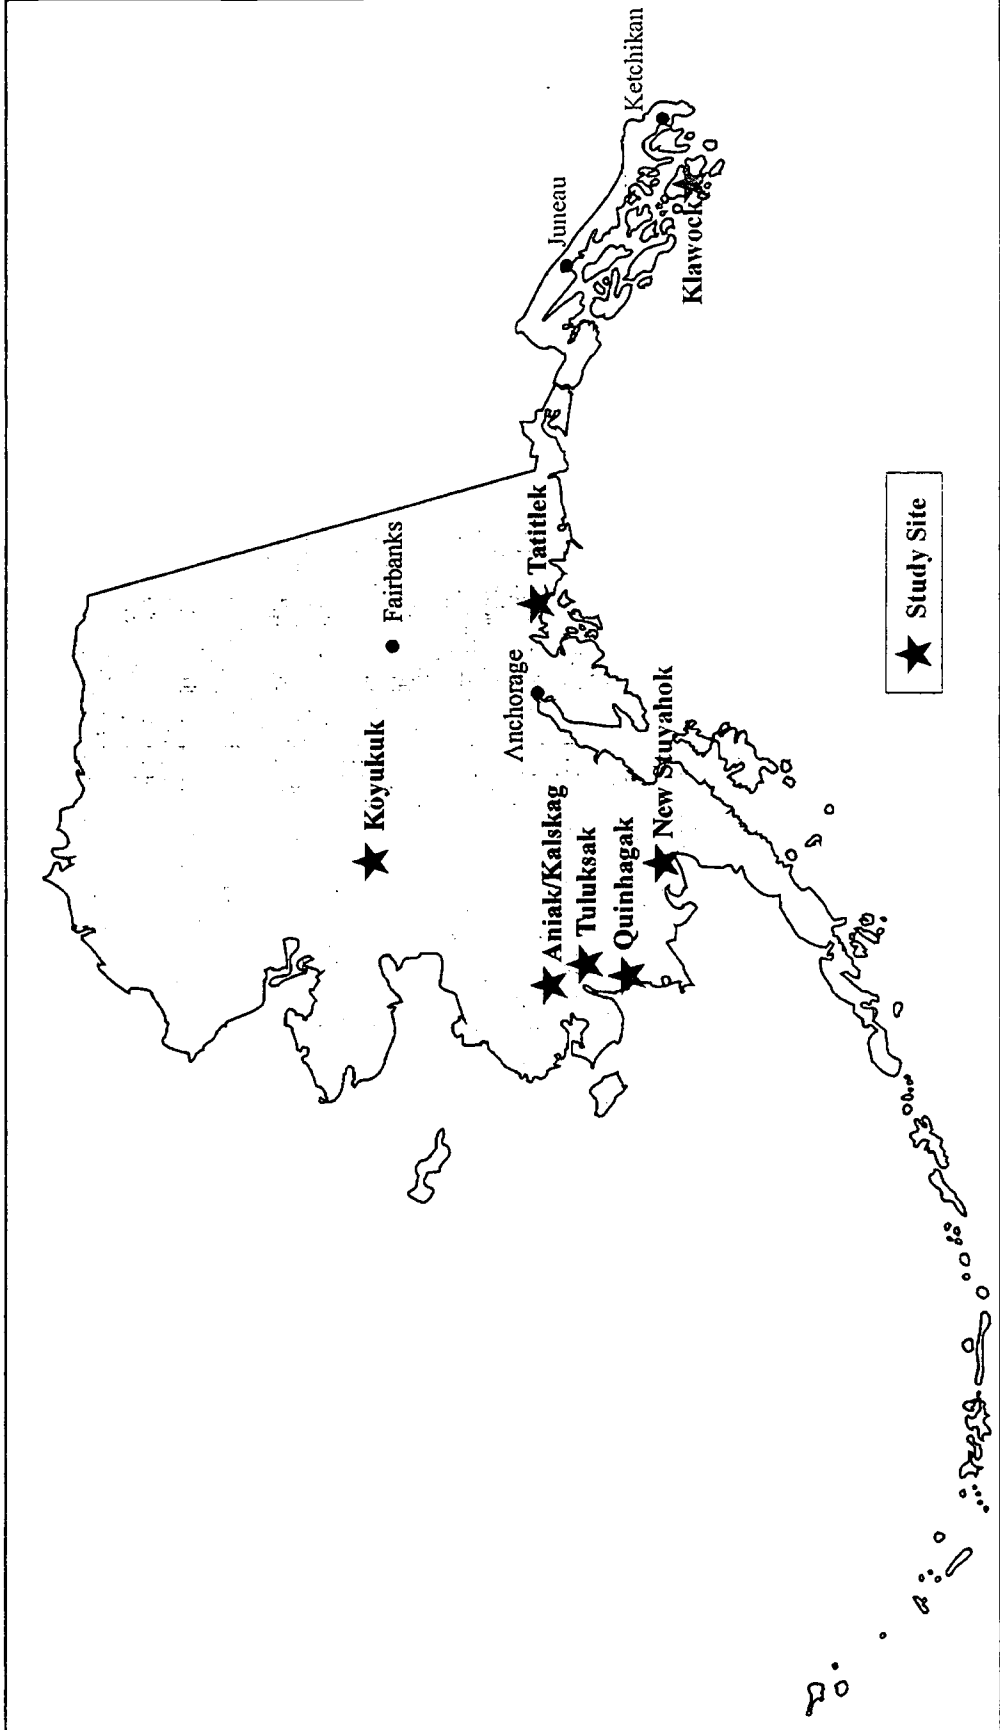 Koyukuk
Fairbanks
Anchorage
Tatitlek
Aniak/Kalskag
Tuluksak
Quinhagak
New Stuyahok
Juneau
Ketchikan
Klawock
Study Site